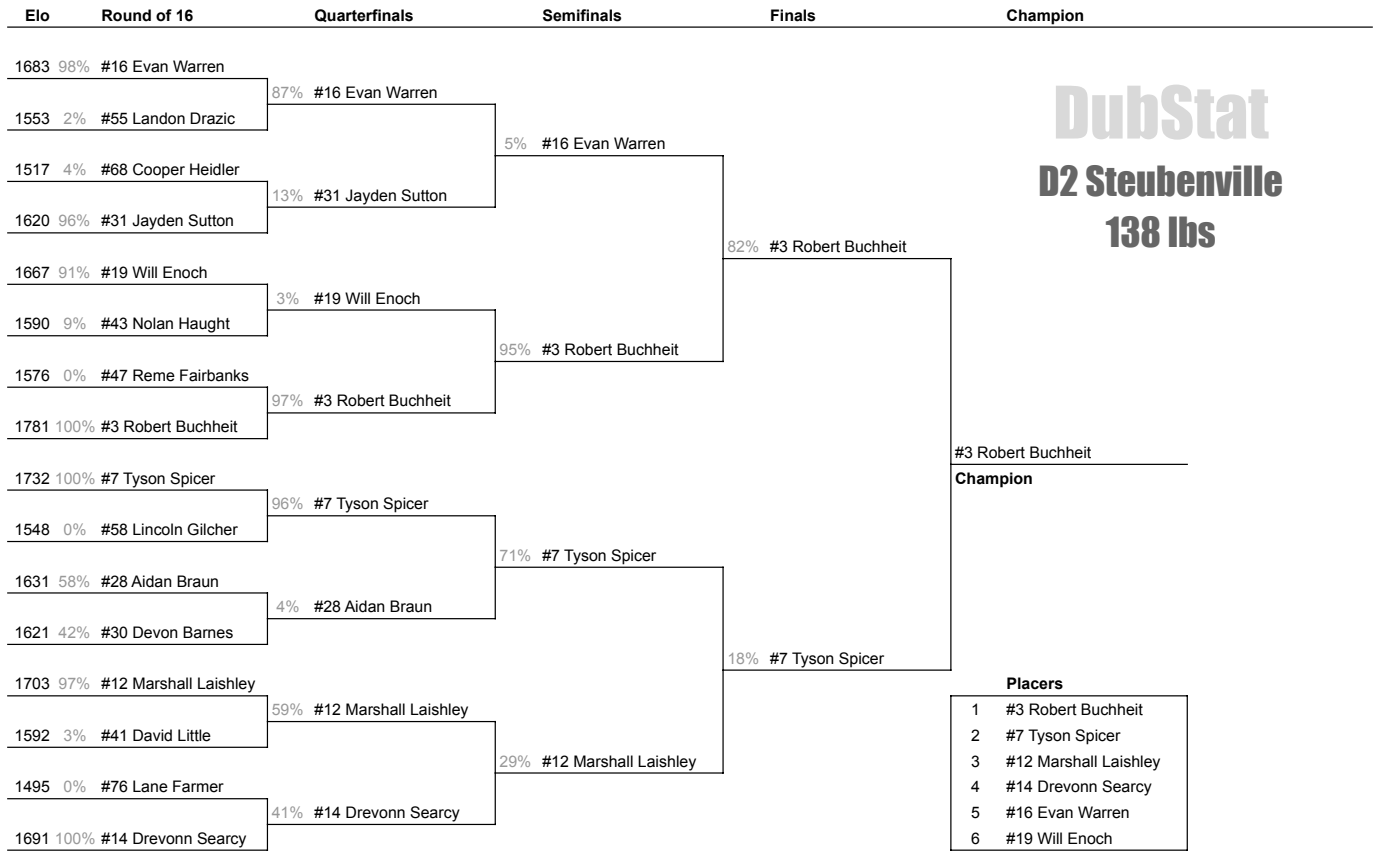 Elo Round of 16 Quarterfinals Semifinals Finals Champion
1683 98% #16 Evan Warren
87% #16 Evan Warren
1553 2% #55 Landon Drazic
5% #16 Evan Warren
1517 4% #68 Cooper Heidler
13% #31 Jayden Sutton
1620 96% #31 Jayden Sutton
82% #3 Robert Buchheit
1667 91% #19 Will Enoch
3% #19 Will Enoch
1590 9% #43 Nolan Haught
95% #3 Robert Buchheit
1576 0% #47 Reme Fairbanks
97% #3 Robert Buchheit
1781 100% #3 Robert Buchheit
#3 Robert Buchheit
Champion
1732 100% #7 Tyson Spicer
96% #7 Tyson Spicer
1548 0% #58 Lincoln Gilcher
71% #7 Tyson Spicer
1631 58% #28 Aidan Braun
4% #28 Aidan Braun
1621 42% #30 Devon Barnes
18% #7 Tyson Spicer
1703 97% #12 Marshall Laishley
59% #12 Marshall Laishley
1592 3% #41 David Little
29% #12 Marshall Laishley
1495 0% #76 Lane Farmer
41% #14 Drevonn Searcy
1691 100% #14 Drevonn Searcy
DubStat
D2 Steubenville
138 lbs
Placers
1 #3 Robert Buchheit
2 #7 Tyson Spicer
3 #12 Marshall Laishley
4 #14 Drevonn Searcy
5 #16 Evan Warren
6 #19 Will Enoch